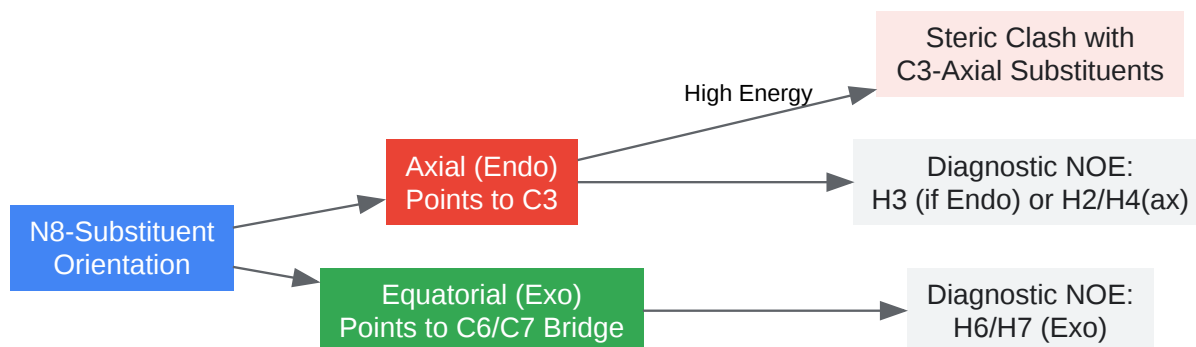 Steric Clash with
C3-Axial Substituents
High Energy
Axial (Endo)
Points to C3
Diagnostic NOE:
H3 (if Endo) or H2/H4(ax)
N8-Substituent
Orientation
Equatorial (Exo)
Points to C6/C7 Bridge
Diagnostic NOE:
H6/H7 (Exo)